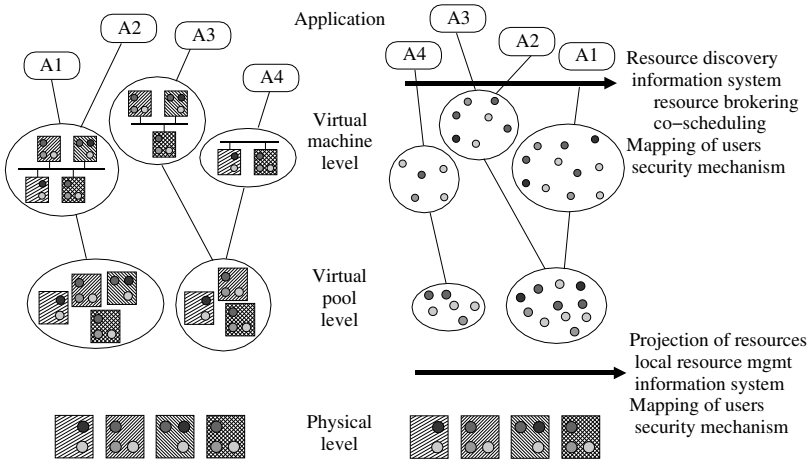 A2
A3
A1
A4
Application
Virtual
machine
level
Virtual
pool
level
Physical
level
A3
A4
A2
A1
Resource discovery
information system
resource brokering
co−scheduling
Mapping of users
security mechanism
Projection of resources
local resource mgmt
information system
Mapping of users
security mechanism